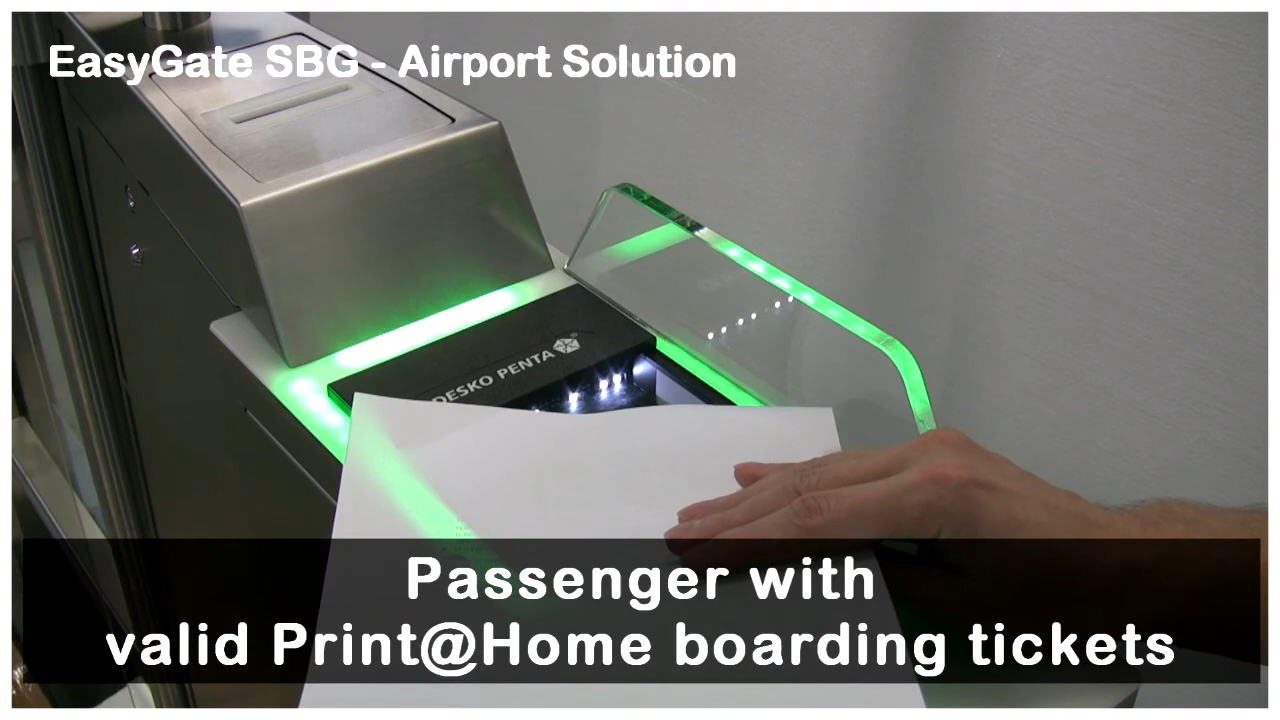 EasyGate SBG - Airport Solution
DESKO PENTA
Passenger with
valid Print@Home boarding tickets